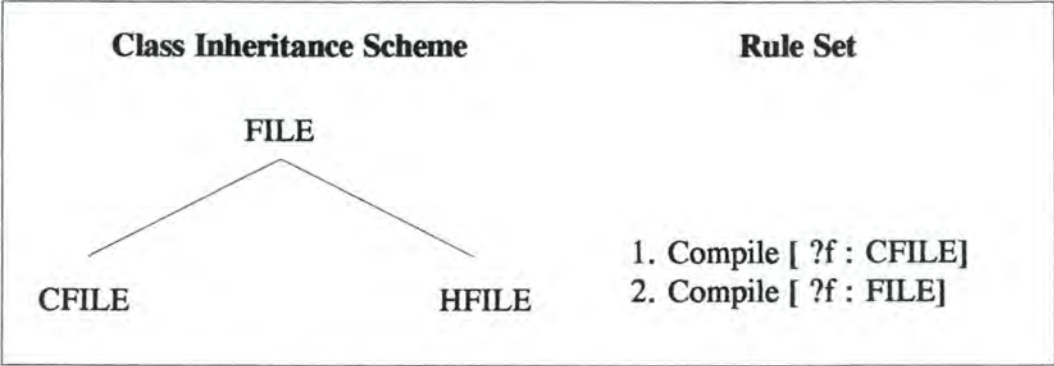 Class Inheritance Scheme
Rule Set
FILE
CFILE
HFILE
1. Compile [ ?f : CFILE]
2. Compile [ ?f : FILE]